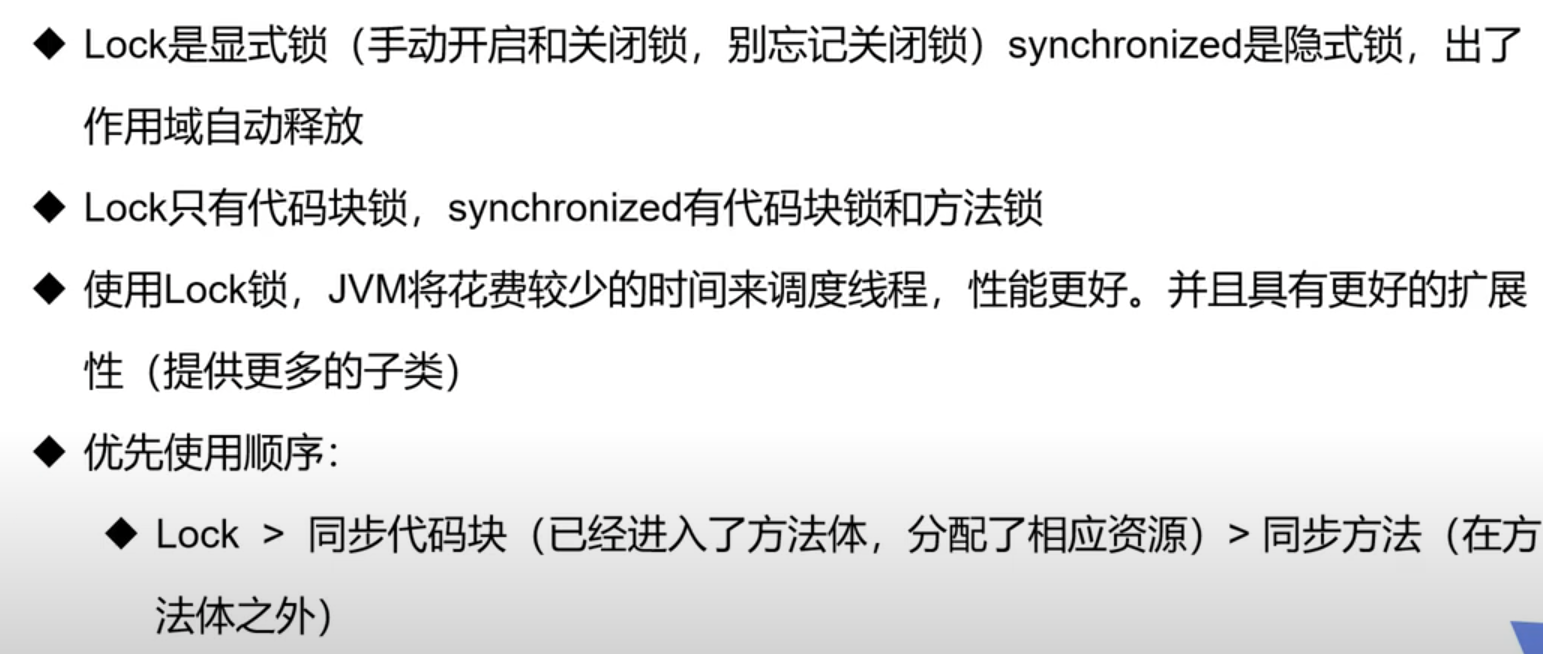 ◆ Lock是显式锁（手动开启和关闭锁，别忘记关闭锁）synchronized是隐式锁，出了
作用域自动释放
◆ Lock只有代码块锁，synchronized有代码块锁和方法锁
◆ 使用Lock锁，JVM将花费较少的时间来调度线程，性能更好。并且具有更好的扩展
性（提供更多的子类）
◆ 优先使用顺序：
◆ Lock > 同步代码块（已经进入了方法体，分配了相应资源）> 同步方法（在方
法体之外）